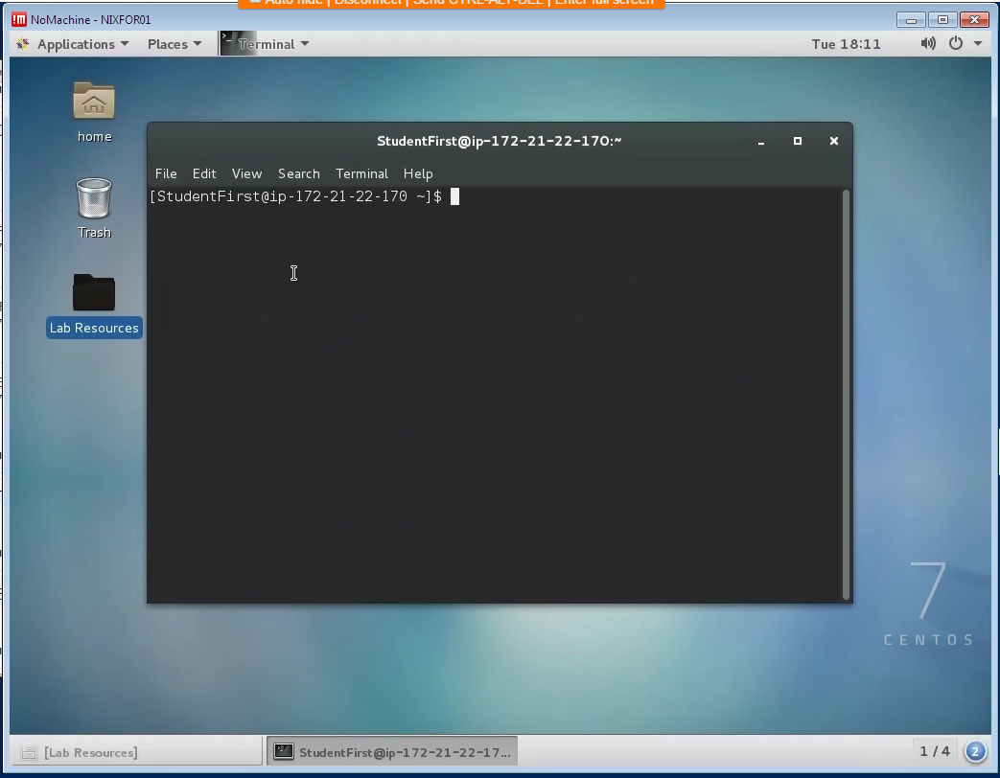 Auto hide | Disconnect | Send CTRL-ALT-DEL | Enter full screen
NoMachine - NIXFOR01
Applications Places Terminal Tue 18:11
home
Trash
Lab Resources
StudentFirst@ip-172-21-22-170:~
File Edit View Search Terminal Help
[StudentFirst@ip-172-21-22-170 ~]$
7
CENTOS
[Lab Resources] StudentFirst@ip-172-21-22-17... 1 / 4 2